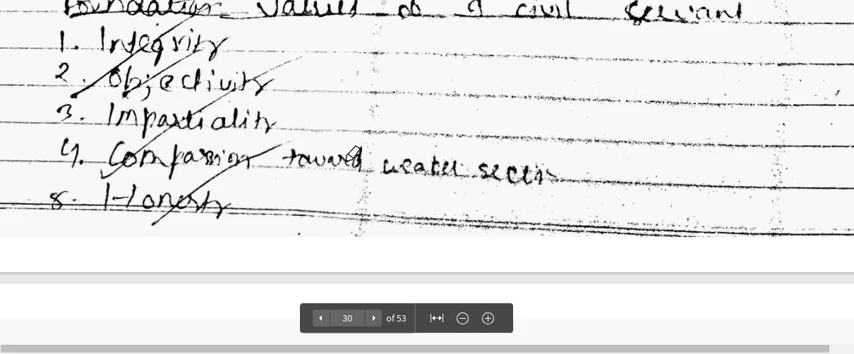 Foundation Values of a civil servant
1. Integrity
2. Objectivity
3. Impartiality
4. Compassion toward weaker section
5. Honesty
30 of 53